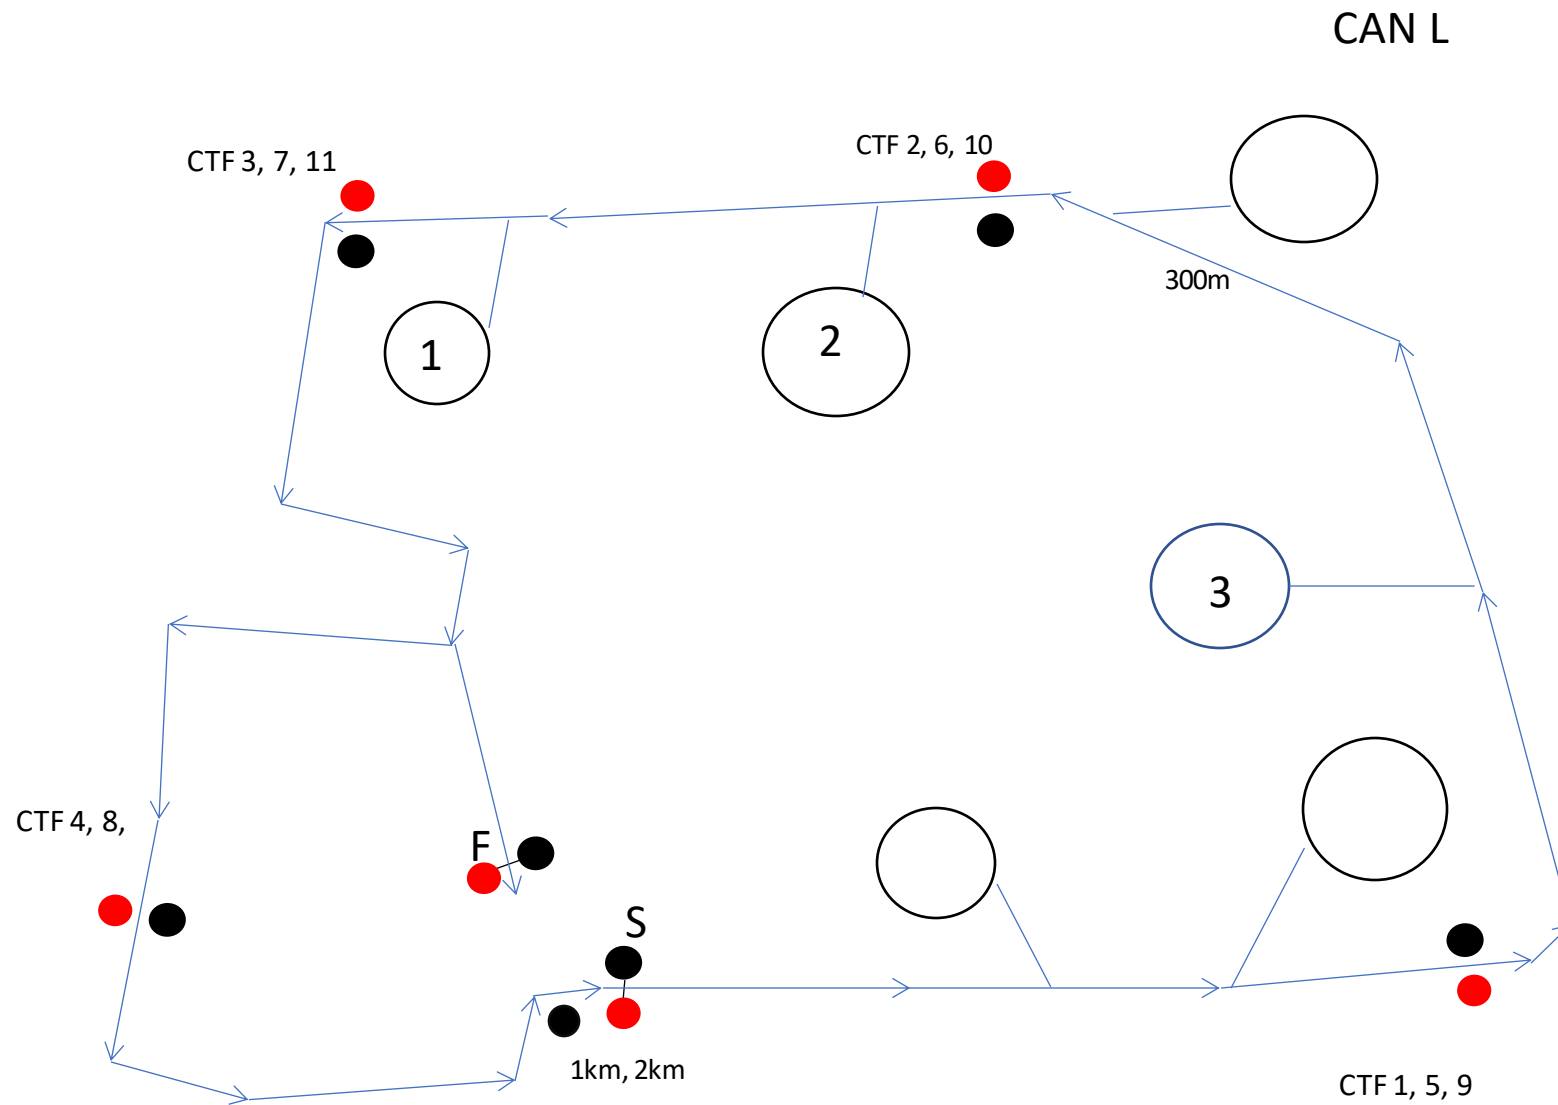 CAN L
CTF 2, 6, 10
CTF 3, 7, 11
300m
2
1
3
CTF 4, 8,
F
S
1km, 2km
CTF 1, 5, 9